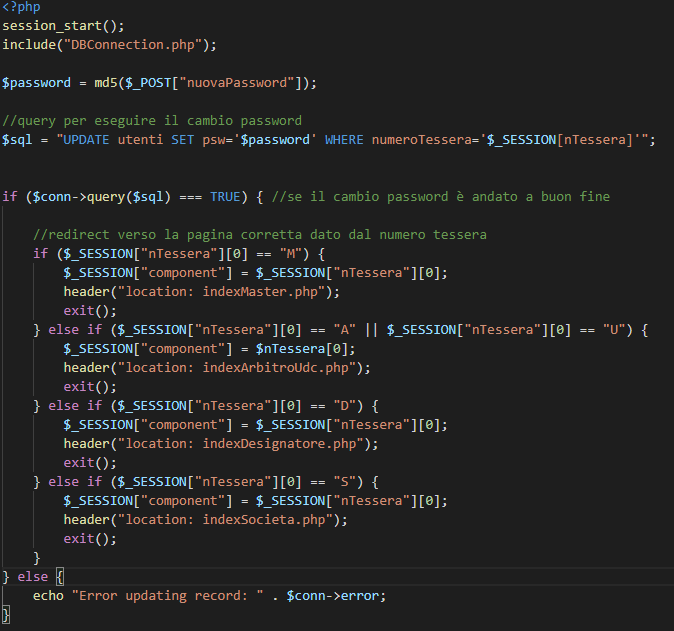 <?php
session_start();
include("DBConnection.php");

$password = md5($_POST["nuovaPassword"]);

//query per eseguire il cambio password
$sql = "UPDATE utenti SET psw='$password' WHERE numeroTessera='$_SESSION[nTessera]'";


if ($conn->query($sql) === TRUE) { //se il cambio password è andato a buon fine

    //redirect verso la pagina corretta dato dal numero tessera
    if ($_SESSION["nTessera"][0] == "M") {
        $_SESSION["component"] = $_SESSION["nTessera"][0];
        header("location: indexMaster.php");
        exit();
    } else if ($_SESSION["nTessera"][0] == "A" || $_SESSION["nTessera"][0] == "U") {
        $_SESSION["component"] = $nTessera[0];
        header("location: indexArbitroUdc.php");
        exit();
    } else if ($_SESSION["nTessera"][0] == "D") {
        $_SESSION["component"] = $_SESSION["nTessera"][0];
        header("location: indexDesignatore.php");
        exit();
    } else if ($_SESSION["nTessera"][0] == "S") {
        $_SESSION["component"] = $_SESSION["nTessera"][0];
        header("location: indexSocieta.php");
        exit();
    }
} else {
    echo "Error updating record: " . $conn->error;
}